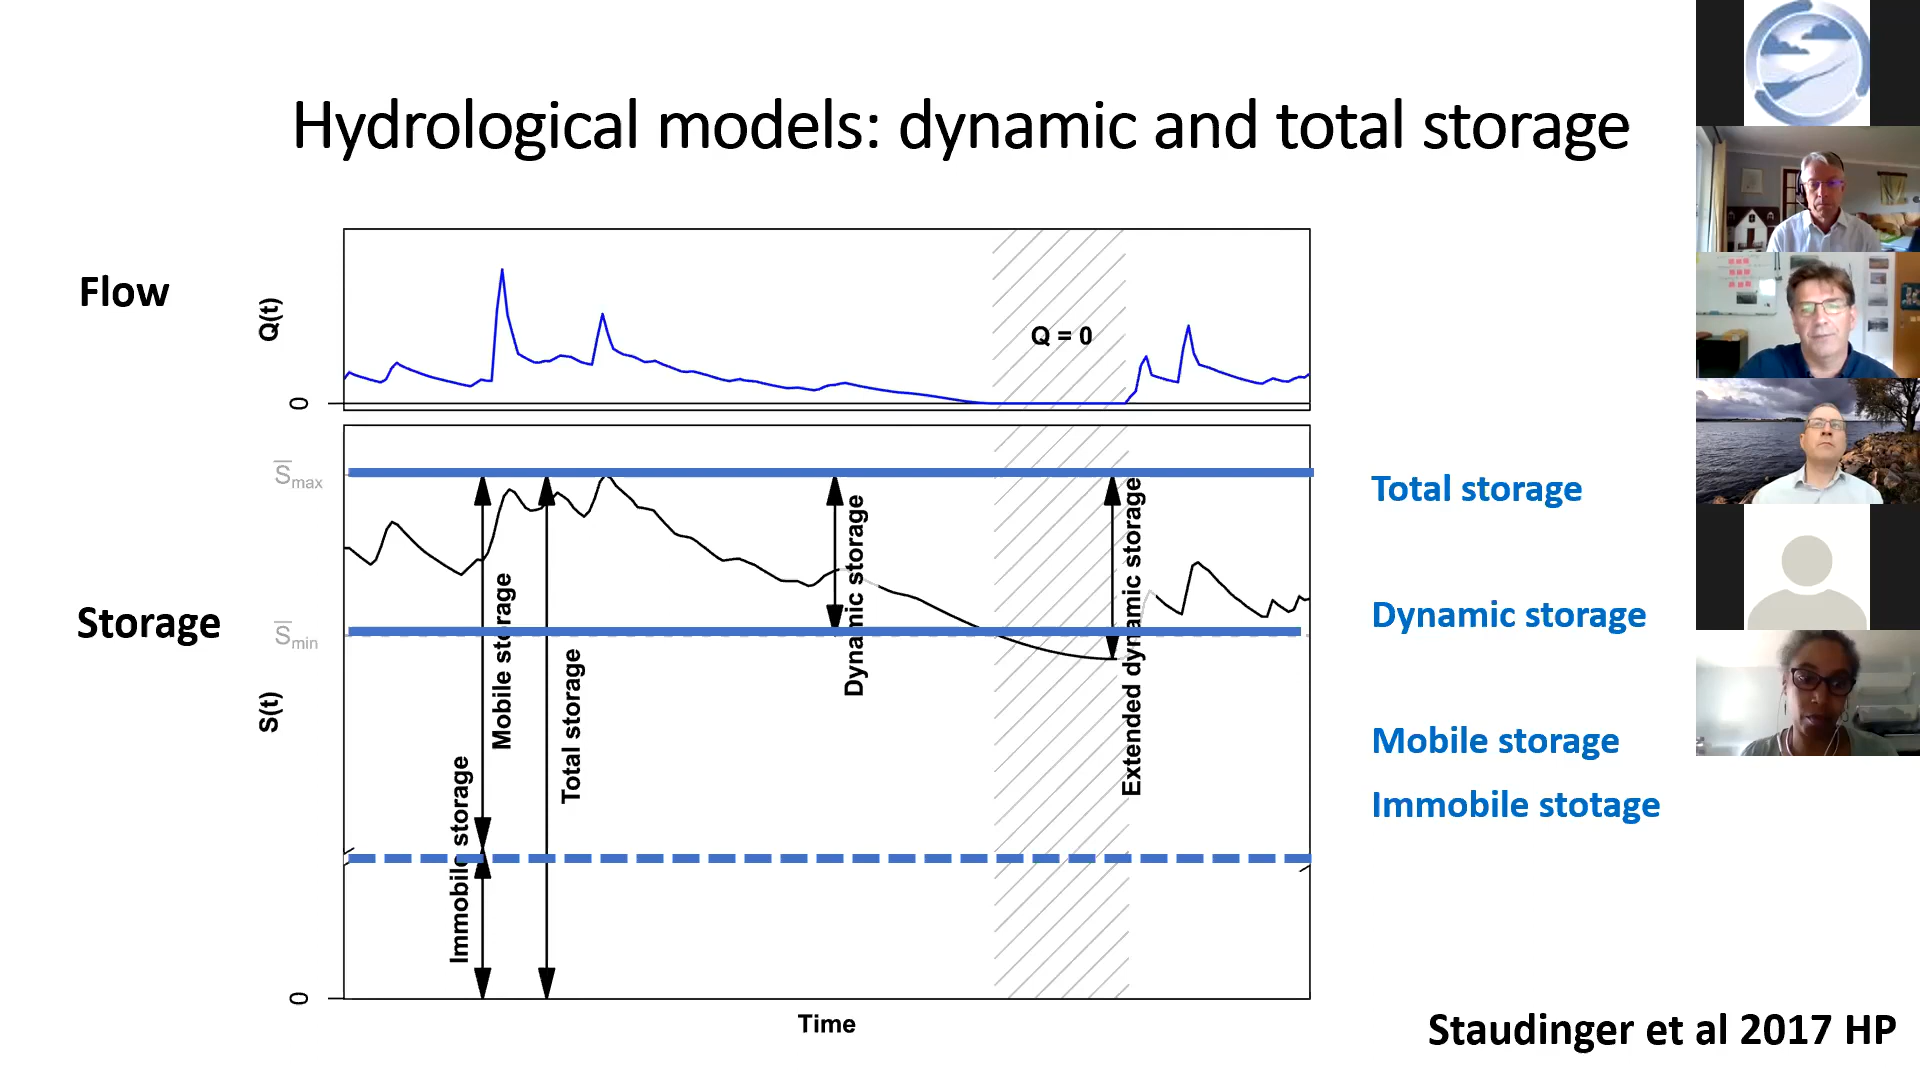 Hydrological models: dynamic and total storage
Flow
Q(t)
Q = 0
0
S̅max
Total storage
Dynamic storage
Extended dynamic storage
Mobile storage
Total storage
Immobile storage
Dynamic storage
Storage
S̅min
S(t)
Mobile storage
Immobile stotage
0
Time
Staudinger et al 2017 HP